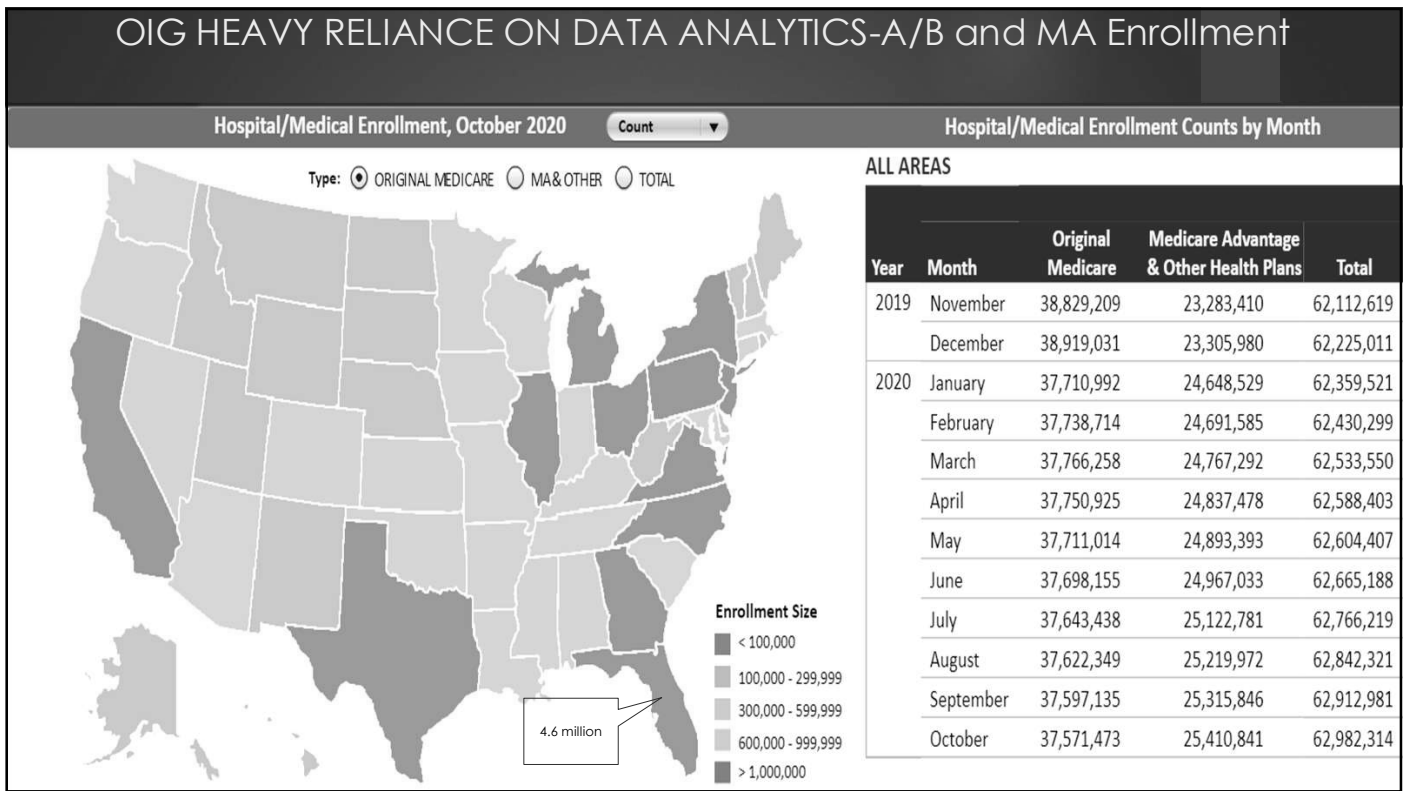 OIG HEAVY RELIANCE ON DATA ANALYTICS-A/B and MA Enrollment
Hospital/Medical Enrollment, October 2020
Count
Type: ORIGINAL MEDICARE MA& OTHER TOTAL
Enrollment Size
< 100,000
100,000 - 299,999
300,000 - 599,999
600,000 - 999,999
> 1,000,000
4.6 million
Hospital/Medical Enrollment Counts by Month
ALL AREAS
Year Month Original Medicare Medicare Advantage & Other Health Plans Total
2019 November 38,829,209 23,283,410 62,112,619
December 38,919,031 23,305,980 62,225,011
2020 January 37,710,992 24,648,529 62,359,521
February 37,738,714 24,691,585 62,430,299
March 37,766,258 24,767,292 62,533,550
April 37,750,925 24,837,478 62,588,403
May 37,711,014 24,893,393 62,604,407
June 37,698,155 24,967,033 62,665,188
July 37,643,438 25,122,781 62,766,219
August 37,622,349 25,219,972 62,842,321
September 37,597,135 25,315,846 62,912,981
October 37,571,473 25,410,841 62,982,314